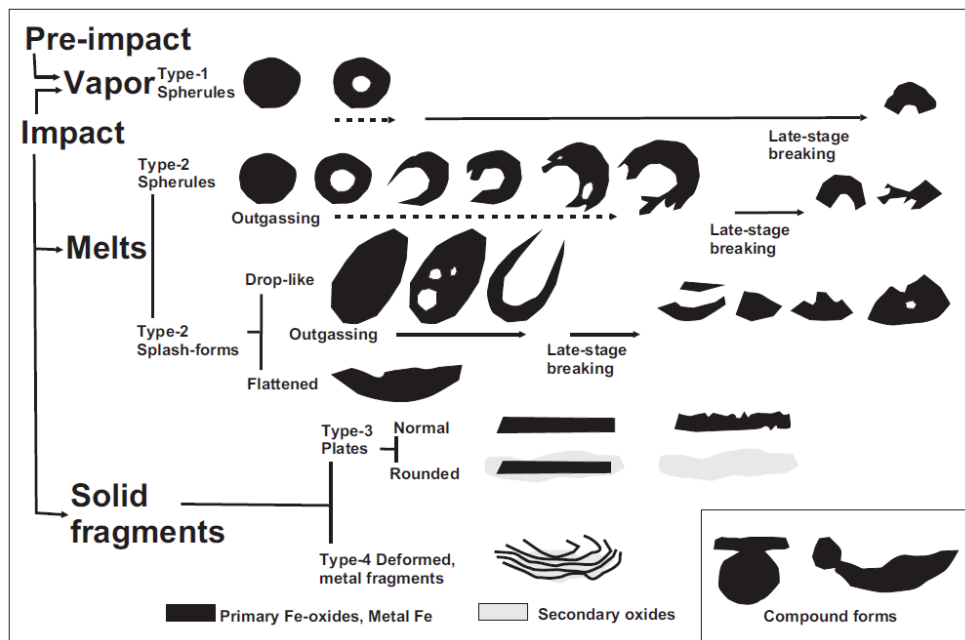 Pre-impact
Vapor
Type-1
Spherules
Impact
Late-stage
breaking
Type-2
Spherules
Outgassing
Late-stage
breaking
Melts
Drop-like
Type-2
Splash-forms
Outgassing
Late-stage
breaking
Flattened
Type-3
Plates
Normal
Rounded
Solid
fragments
Type-4 Deformed,
metal fragments
Primary Fe-oxides, Metal Fe
Secondary oxides
Compound forms